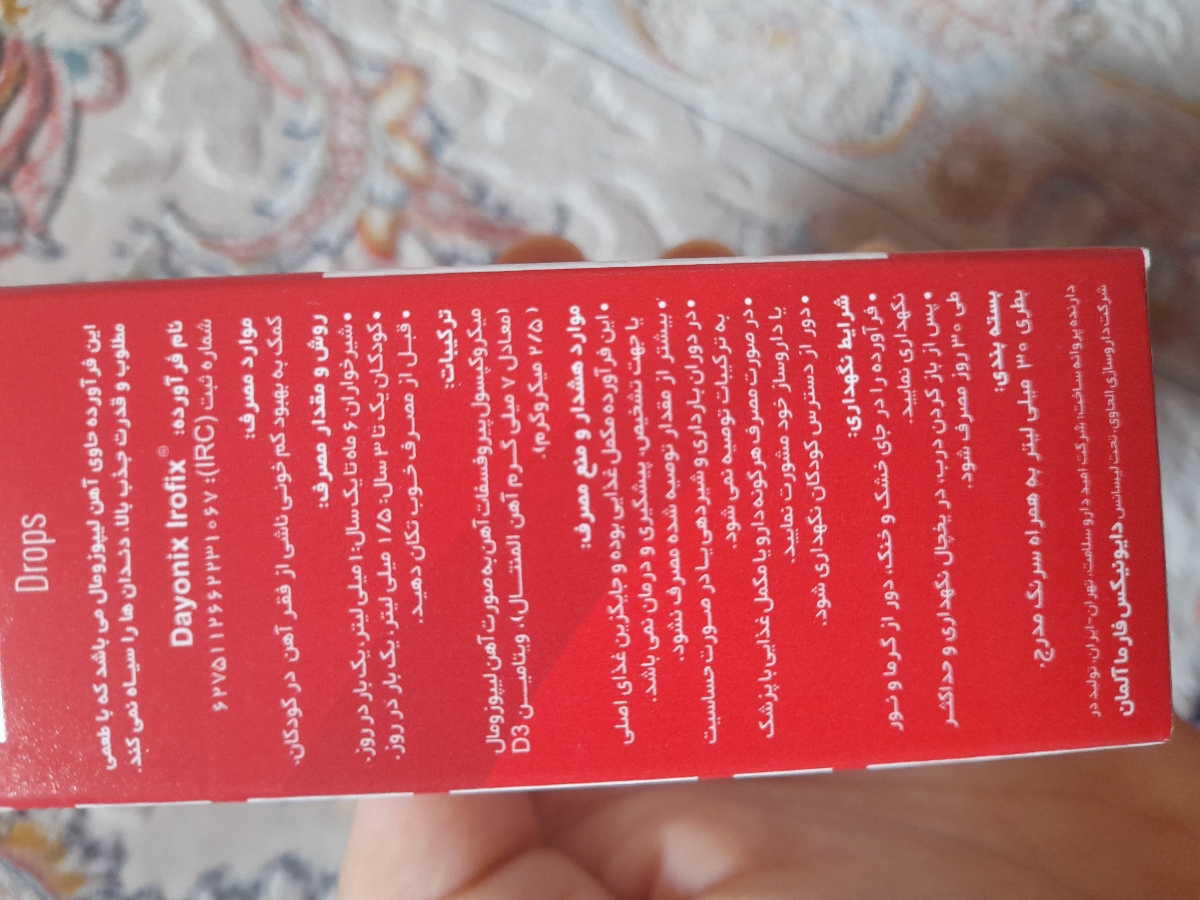 Drops
این فرآورده حاوی آهن لیپوزومال می باشد که با طعمی
مطلوب و قدرت جذب بالا، دندان ها را سیاه نمی کند.
نام فرآورده: Dayonix Irofix®
شماره ثبت (IRC): ۶۲۷۵۱۱۲۶۶۲۳۳۱۰۶۷
موارد مصرف:
کمک به بهبود کم خونی ناشی از فقر آهن در کودکان.
روش و مقدار مصرف:
• شیرخواران ۶ ماه تا یک سال: ۱ میلی لیتر، یک بار در روز.
• کودکان یک تا ۳ سال: ۱/۵ میلی لیتر، یک بار در روز.
• قبل از مصرف خوب تکان دهید.
ترکیبات:
میکروکپسول پیروفسفات آهن به صورت آهن لیپوزومال
(معادل ۷ میلی گرم آهن المنتال)، ویتامین D3
(۲/۵ میکروگرم).
موارد هشدار و منع مصرف:
• این فرآورده مکمل غذایی بوده و جایگزین غذای اصلی
یا جهت تشخیص، پیشگیری و درمان نمی باشد.
• بیشتر از مقدار توصیه شده مصرف نشود.
• در دوران بارداری و شیردهی یا در صورت حساسیت
به ترکیبات توصیه نمی شود.
• در صورت مصرف هرگونه دارو یا مکمل غذایی با پزشک
یا داروساز خود مشورت نمایید.
• دور از دسترس کودکان نگهداری شود.
شرایط نگهداری:
• فرآورده را در جای خشک و خنک، دور از گرما و نور
نگهداری نمایید.
• پس از باز کردن درب، در یخچال نگهداری و حداکثر
طی ۳۰ روز مصرف شود.
بسته بندی:
بطری ۳۰ میلی لیتر به همراه سرنگ مدرج.
دارنده پروانه ساخت: شرکت امید دارو سلامت، تهران - ایران، تولید در
شرکت داروسازی الحاوی، تحت لیسانس دایونیکس فارما آلمان